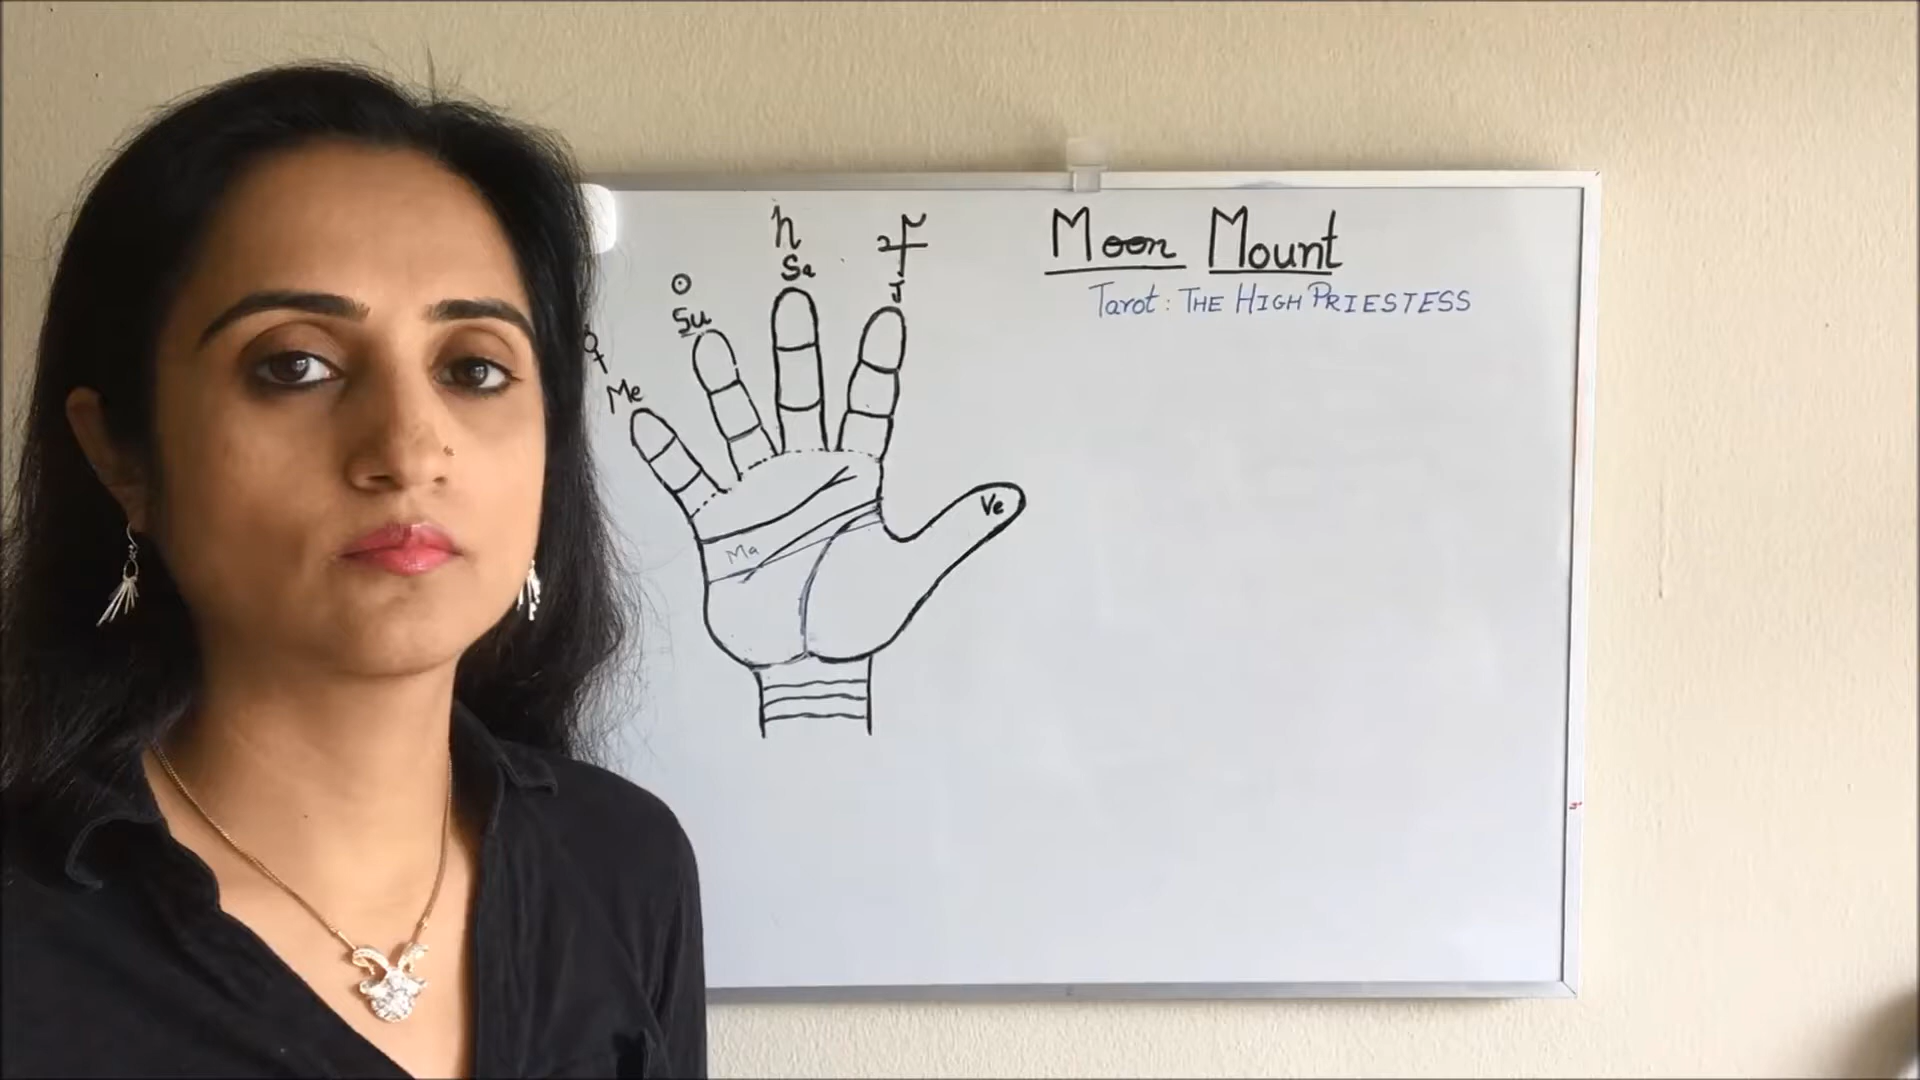 Moon Mount
Tarot: THE HIGH PRIESTESS
Sa
Su
Me
Ve
Ma